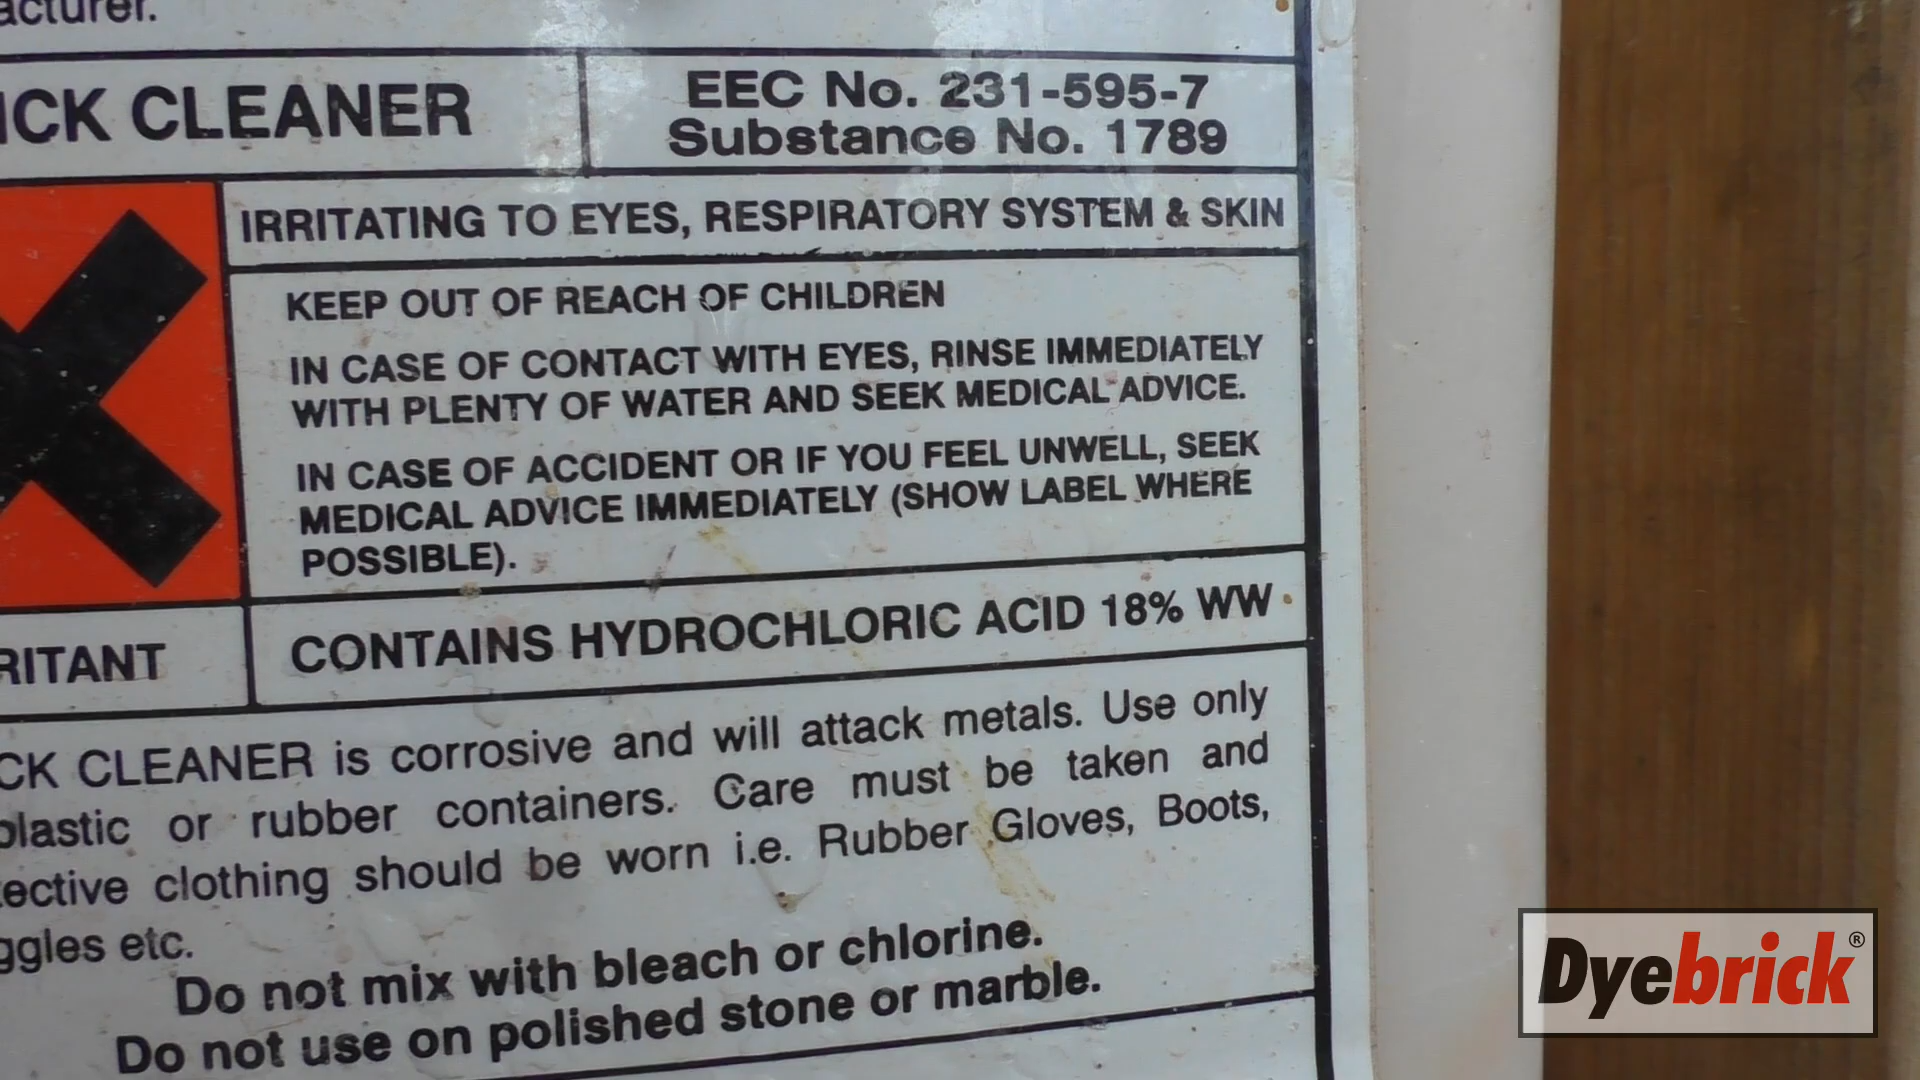 acturer.
ICK CLEANER
EEC No. 231-595-7
Substance No. 1789
IRRITATING TO EYES, RESPIRATORY SYSTEM & SKIN
KEEP OUT OF REACH OF CHILDREN
IN CASE OF CONTACT WITH EYES, RINSE IMMEDIATELY
WITH PLENTY OF WATER AND SEEK MEDICAL ADVICE.
IN CASE OF ACCIDENT OR IF YOU FEEL UNWELL, SEEK
MEDICAL ADVICE IMMEDIATELY (SHOW LABEL WHERE
POSSIBLE).
RITANT
CONTAINS HYDROCHLORIC ACID 18% WW
CK CLEANER is corrosive and will attack metals. Use only
plastic or rubber containers. Care must be taken and
tective clothing should be worn i.e. Rubber Gloves, Boots,
ggles etc.
Do not mix with bleach or chlorine.
Do not use on polished stone or marble.
Dyebrick®